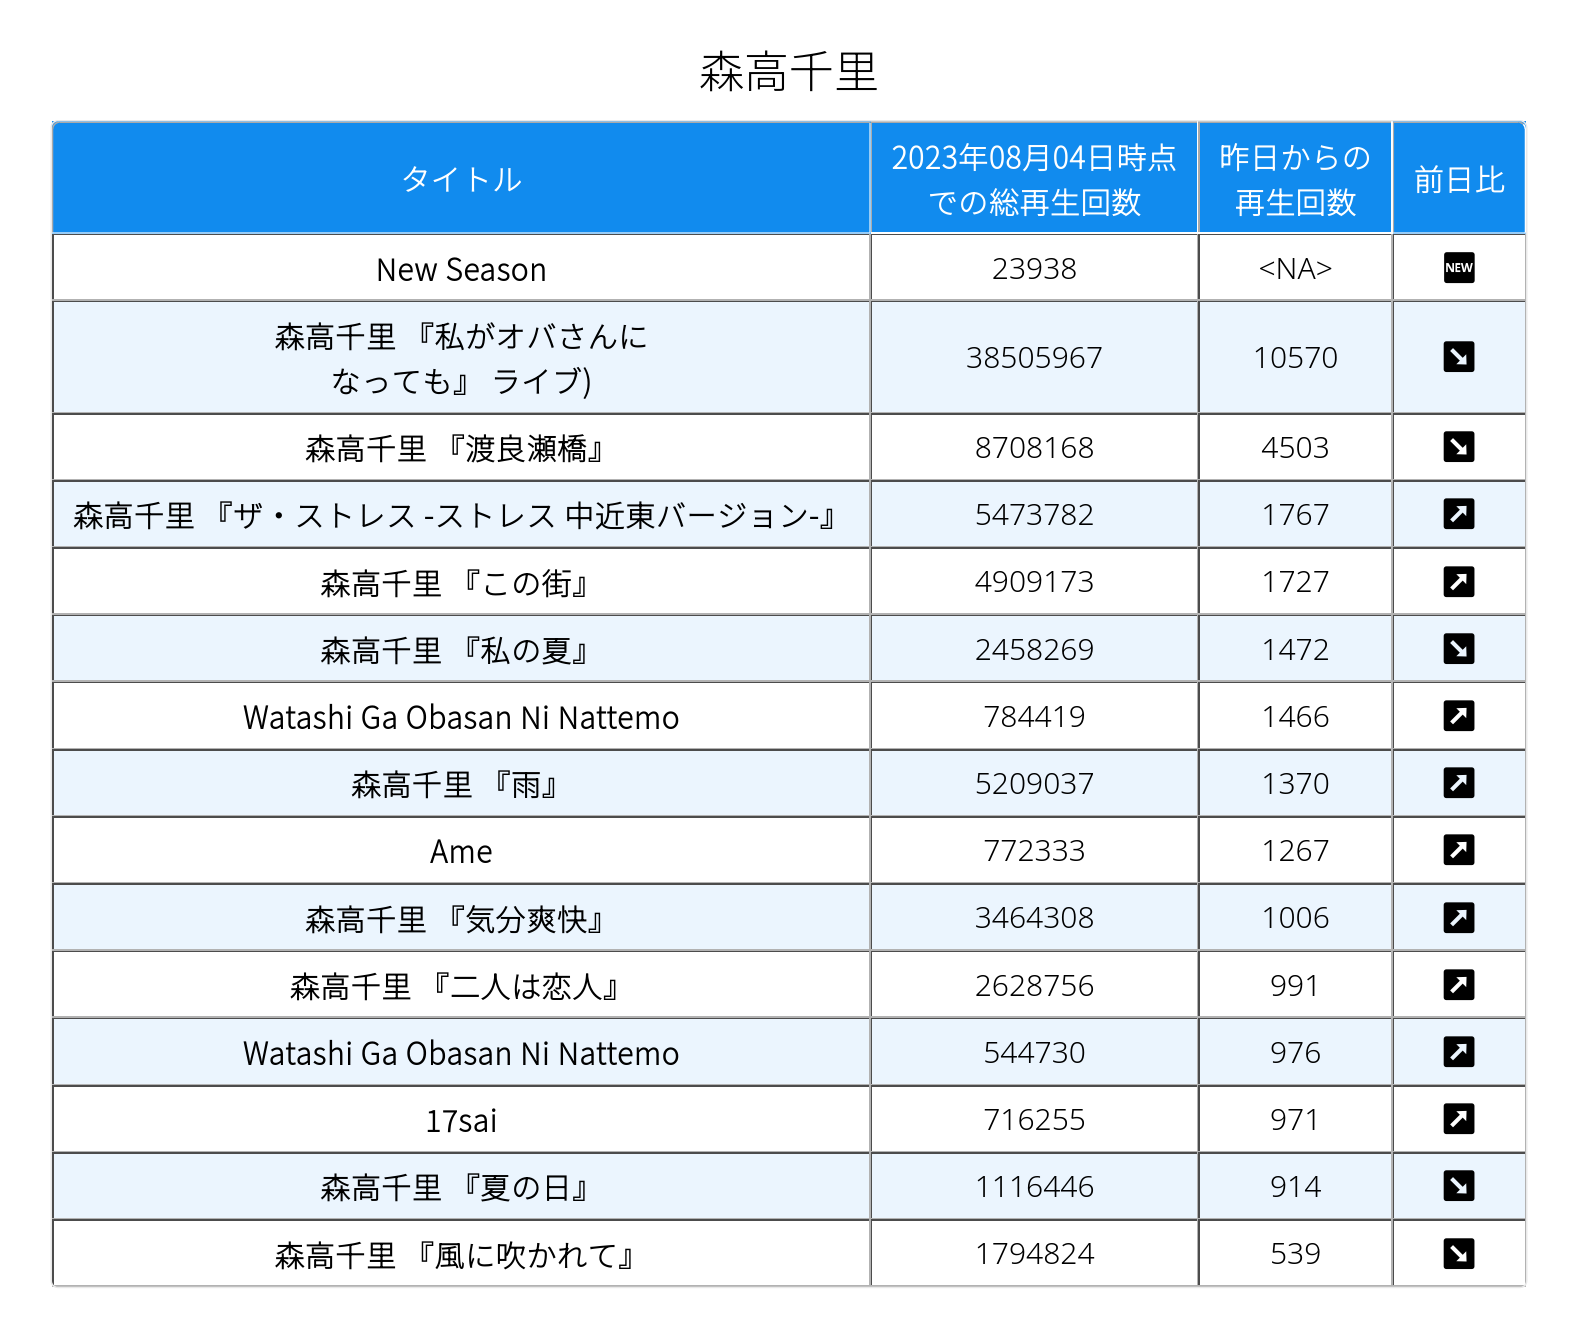 森高千里
タイトル
2023年08月04日時点
での総再生回数
昨日からの
再生回数
前日比
New Season 23938 <NA> NEW
森高千里 『私がオバさんに
なっても』 ライブ) 38505967 10570
森高千里 『渡良瀬橋』 8708168 4503
森高千里 『ザ・ストレス -ストレス 中近東バージョン-』 5473782 1767
森高千里 『この街』 4909173 1727
森高千里 『私の夏』 2458269 1472
Watashi Ga Obasan Ni Nattemo 784419 1466
森高千里 『雨』 5209037 1370
Ame 772333 1267
森高千里 『気分爽快』 3464308 1006
森高千里 『二人は恋人』 2628756 991
Watashi Ga Obasan Ni Nattemo 544730 976
17sai 716255 971
森高千里 『夏の日』 1116446 914
森高千里 『風に吹かれて』 1794824 539